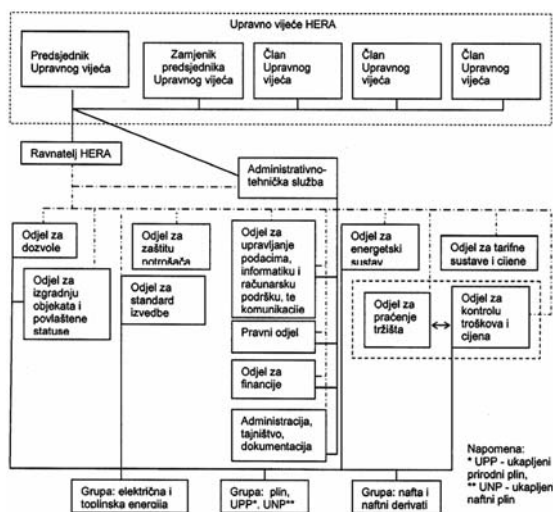 Upravno vijeće HERA
Predsjednik
Upravnog vijeća
Zamjenik
predsjednika
Upravnog vijeća
Član
Upravnog
vijeća
Član
Upravnog
vijeća
Član
Upravnog
vijeća
Ravnatelj HERA
Administrativno-
tehnička služba
Odjel za
dozvole
Odjel za
zaštitu
potrošača
Odjel za
upravljanje
podacima,
informatiku i
računarsku
podršku, te
komunikacije
Odjel za
energetski
sustav
Odjel za tarifne
sustave i cijene
Odjel za
izgradnju
objekata i
povlaštene
statuse
Odjel za
standard
izvedbe
Odjel za
praćenje
tržišta
Odjel za
kontrolu
troškova i
cijena
Pravni odjel
Odjel za
financije
Administracija,
tajništvo,
dokumentacija
Napomena:
* UPP - ukapljeni
prirodni plin,
** UNP - ukapljeni
naftni plin
Grupa: električna i
toplinska energija
Grupa: plin,
UPP*. UNP**
Grupa: nafta i
naftni derivati